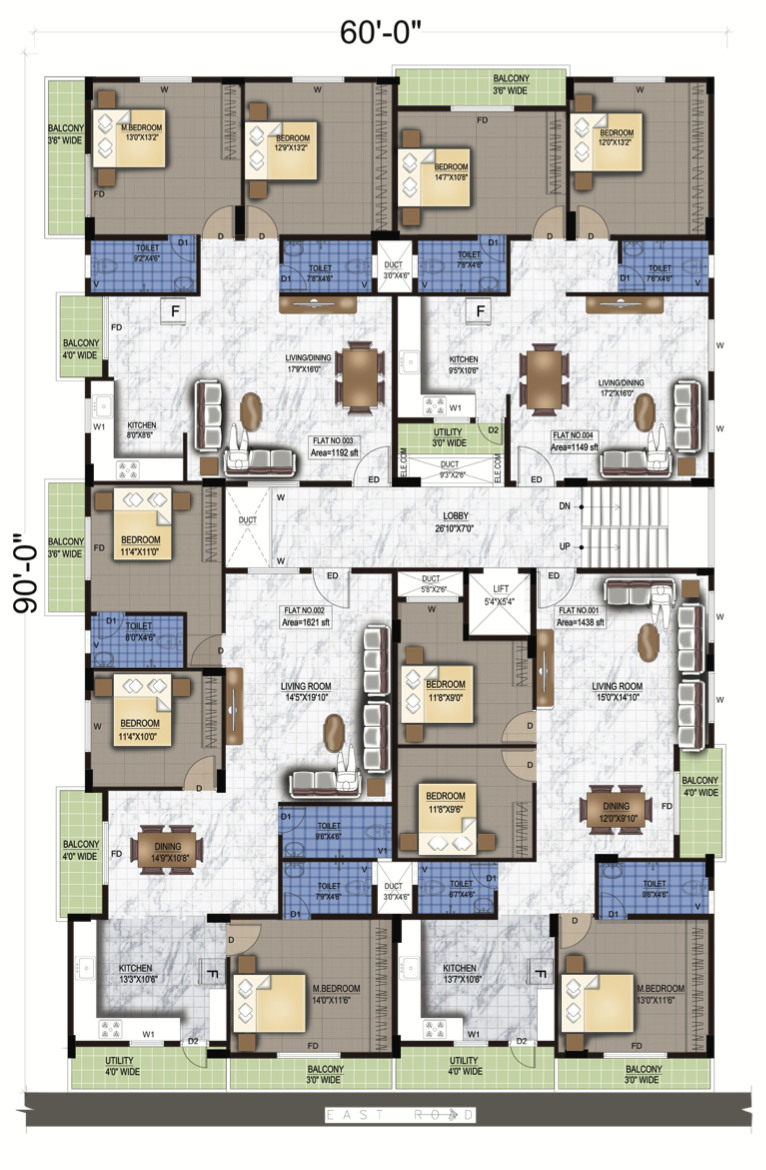 60'-0"
90'-0"
BALCONY
3'6" WIDE
W
W
W
BALCONY
3'6" WIDE
M.BEDROOM
13'0"X13'2"
BEDROOM
12'9"X13'2"
FD
BEDROOM
14'7"X10'8"
BEDROOM
12'0"X13'2"
FD
D
D
D
D
TOILET
9'2"X4'6"
D1
V
TOILET
7'8"X4'6"
D1
V
DUCT
3'0"X4'6"
TOILET
7'8"X4'6"
D1
V
TOILET
7'6"X4'6"
D1
V
BALCONY
4'0" WIDE
FD
F
LIVING/DINING
17'9"X16'0"
F
KITCHEN
9'5"X10'6"
LIVING/DINING
17'2"X16'0"
W
W
W1
KITCHEN
8'0"X8'6"
W1
D2
FLAT NO.003
Area=1192 sft
ED
UTILITY
3'0" WIDE
DUCT
9'3"X2'6"
ELE.COM
ELE.COM
FLAT NO.004
Area=1149 sft
ED
BALCONY
3'6" WIDE
FD
BEDROOM
11'4"X11'0"
DUCT
W
W
LOBBY
26'10"X7'0"
DN
UP
ED
DUCT
5'8"X2'6"
LIFT
5'4"X5'4"
ED
FLAT NO.002
Area=1621 sft
FLAT NO.001
Area=1438 sft
W
W
D1
TOILET
8'0"X4'6"
V
D
LIVING ROOM
14'5"X19'10"
W
BEDROOM
11'8"X9'0"
D
LIVING ROOM
15'0"X14'10"
W
BEDROOM
11'4"X10'0"
D
D
BEDROOM
11'8"X9'6"
BALCONY
4'0" WIDE
FD
DINING
12'0"X9'10"
BALCONY
4'0" WIDE
FD
DINING
14'9"X10'8"
D1
TOILET
9'6"X4'6"
V1
TOILET
7'9"X4'6"
V
D1
DUCT
3'0"X4'6"
V
TOILET
6'7"X4'6"
D1
TOILET
9'6"X4'6"
D1
V
KITCHEN
13'3"X10'6"
F
D
M.BEDROOM
14'0"X11'6"
KITCHEN
13'7"X10'6"
F
D
M.BEDROOM
13'0"X11'6"
W1
D2
FD
W1
D2
FD
UTILITY
4'0" WIDE
BALCONY
3'0" WIDE
UTILITY
4'0" WIDE
BALCONY
3'0" WIDE
EAST ROAD